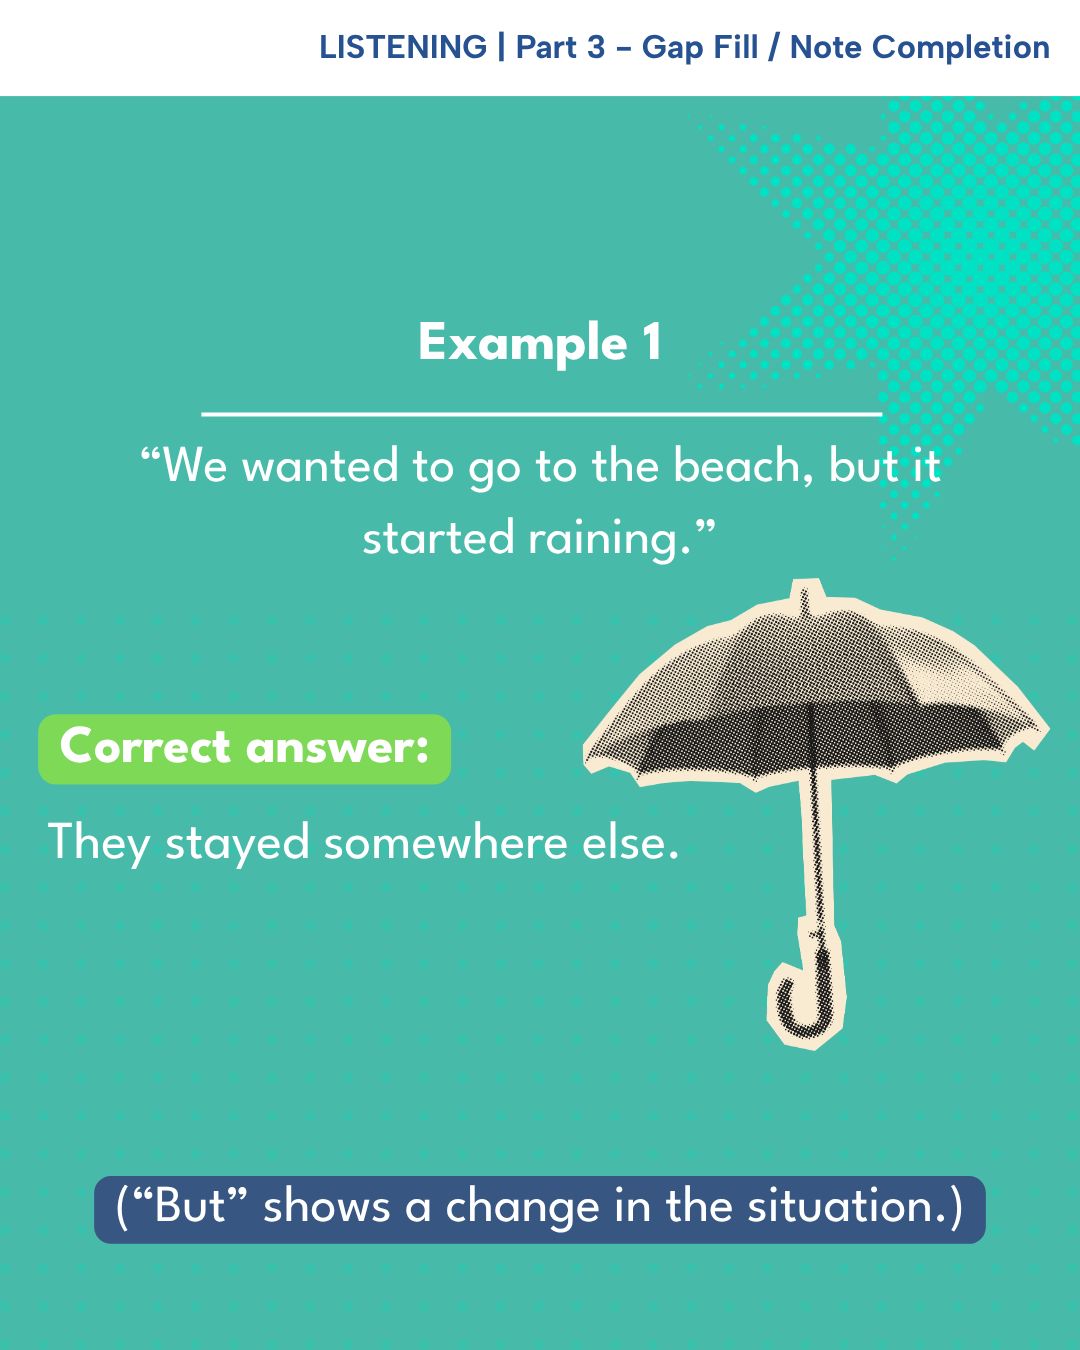 LISTENING | Part 3 – Gap Fill / Note Completion
Example 1
“We wanted to go to the beach, but it
started raining.”
Correct answer:
They stayed somewhere else.
(“But” shows a change in the situation.)